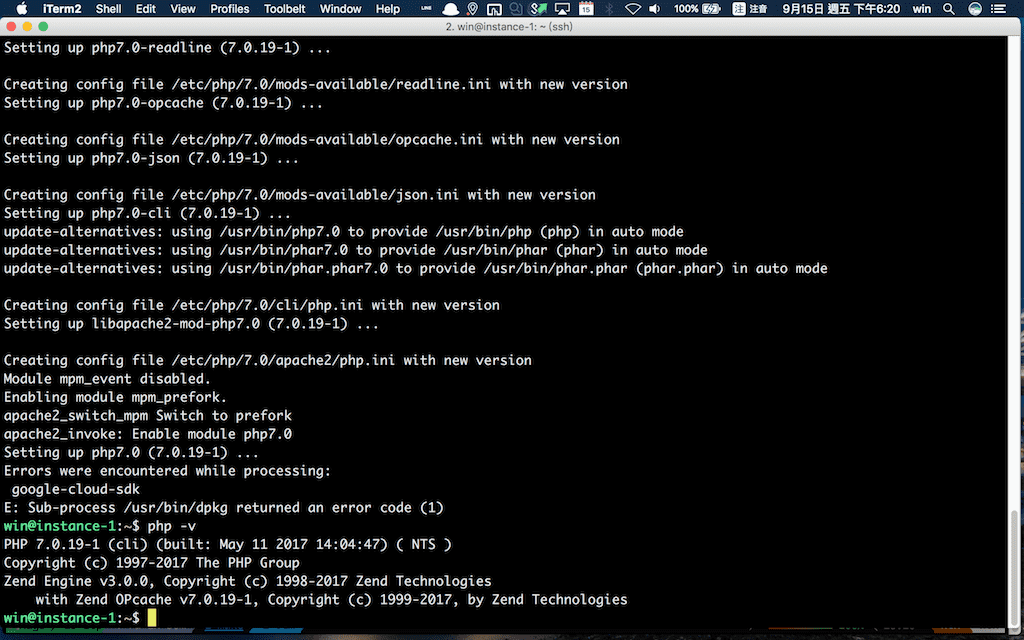 iTerm2 Shell Edit View Profiles Toolbelt Window Help LINE 15 100% 注 注音 9月15日 週五 下午6:20 win
2. win@instance-1: ~ (ssh)
Setting up php7.0-readline (7.0.19-1) ...
Creating config file /etc/php/7.0/mods-available/readline.ini with new version
Setting up php7.0-opcache (7.0.19-1) ...
Creating config file /etc/php/7.0/mods-available/opcache.ini with new version
Setting up php7.0-json (7.0.19-1) ...
Creating config file /etc/php/7.0/mods-available/json.ini with new version
Setting up php7.0-cli (7.0.19-1) ...
update-alternatives: using /usr/bin/php7.0 to provide /usr/bin/php (php) in auto mode
update-alternatives: using /usr/bin/phar7.0 to provide /usr/bin/phar (phar) in auto mode
update-alternatives: using /usr/bin/phar.phar7.0 to provide /usr/bin/phar.phar (phar.phar) in auto mode
Creating config file /etc/php/7.0/cli/php.ini with new version
Setting up libapache2-mod-php7.0 (7.0.19-1) ...
Creating config file /etc/php/7.0/apache2/php.ini with new version
Module mpm_event disabled.
Enabling module mpm_prefork.
apache2_switch_mpm Switch to prefork
apache2_invoke: Enable module php7.0
Setting up php7.0 (7.0.19-1) ...
Errors were encountered while processing:
google-cloud-sdk
E: Sub-process /usr/bin/dpkg returned an error code (1)
win@instance-1:~$ php -v
PHP 7.0.19-1 (cli) (built: May 11 2017 14:04:47) ( NTS )
Copyright (c) 1997-2017 The PHP Group
Zend Engine v3.0.0, Copyright (c) 1998-2017 Zend Technologies
with Zend OPcache v7.0.19-1, Copyright (c) 1999-2017, by Zend Technologies
win@instance-1:~$